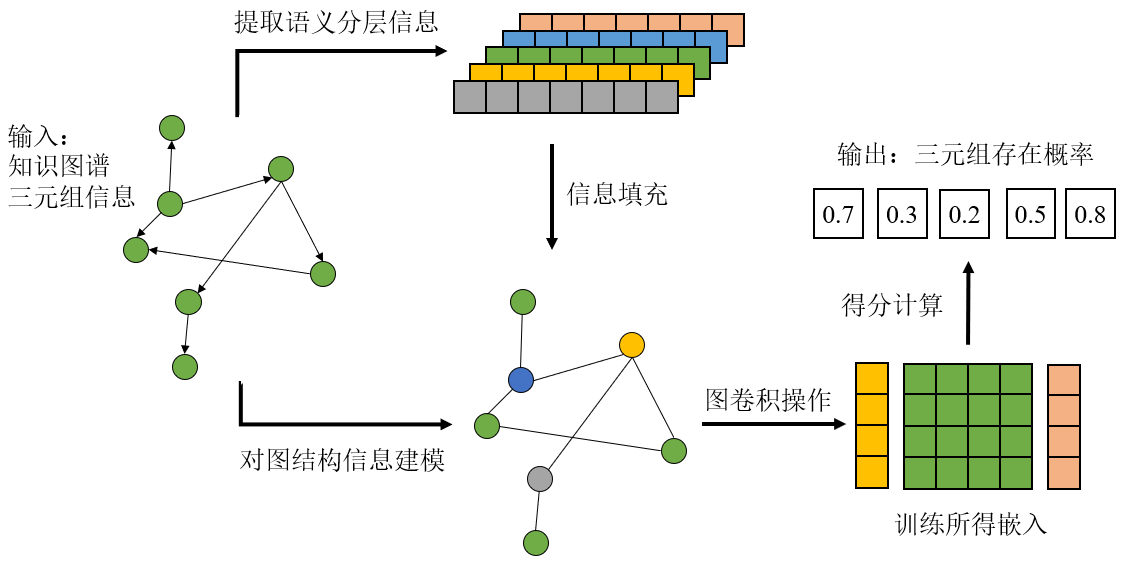 提取语义分层信息
输入：
知识图谱
三元组信息
信息填充
输出：三元组存在概率
0.7 0.3 0.2 0.5 0.8
得分计算
图卷积操作
对图结构信息建模
训练所得嵌入